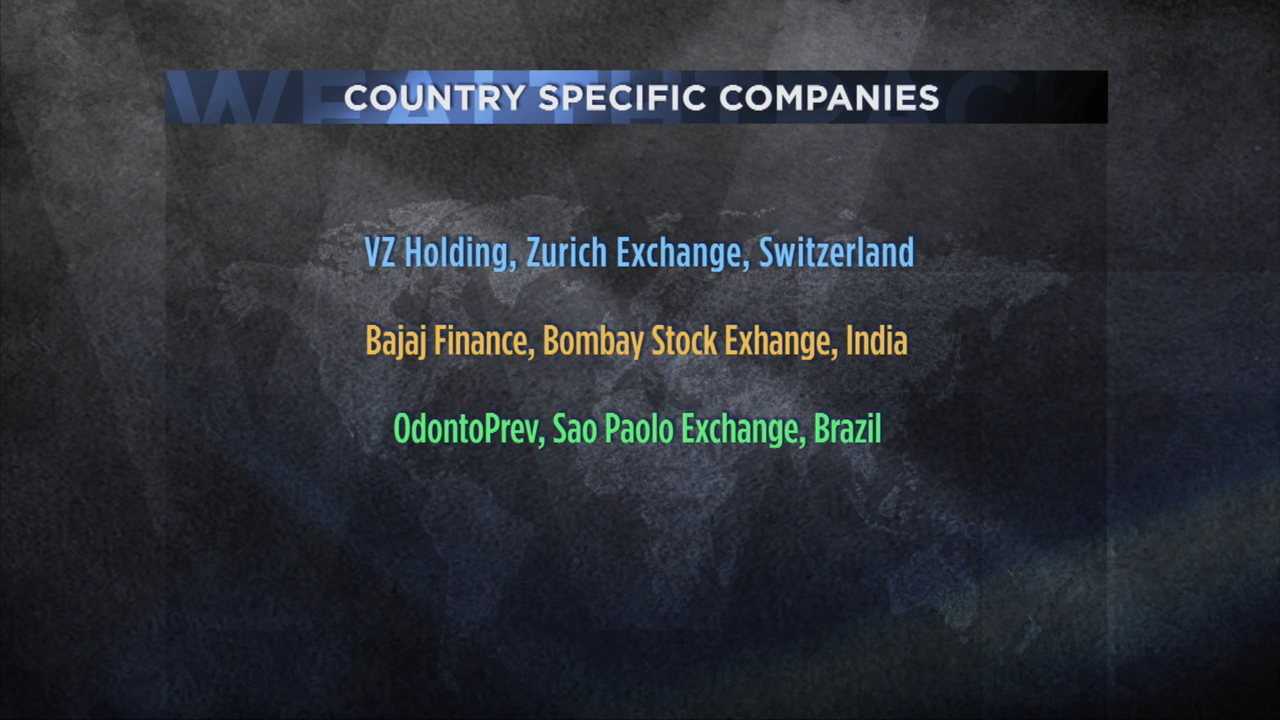 WEALTHTRACK
COUNTRY SPECIFIC COMPANIES
VZ Holding, Zurich Exchange, Switzerland
Bajaj Finance, Bombay Stock Exhange, India
OdontoPrev, Sao Paolo Exchange, Brazil